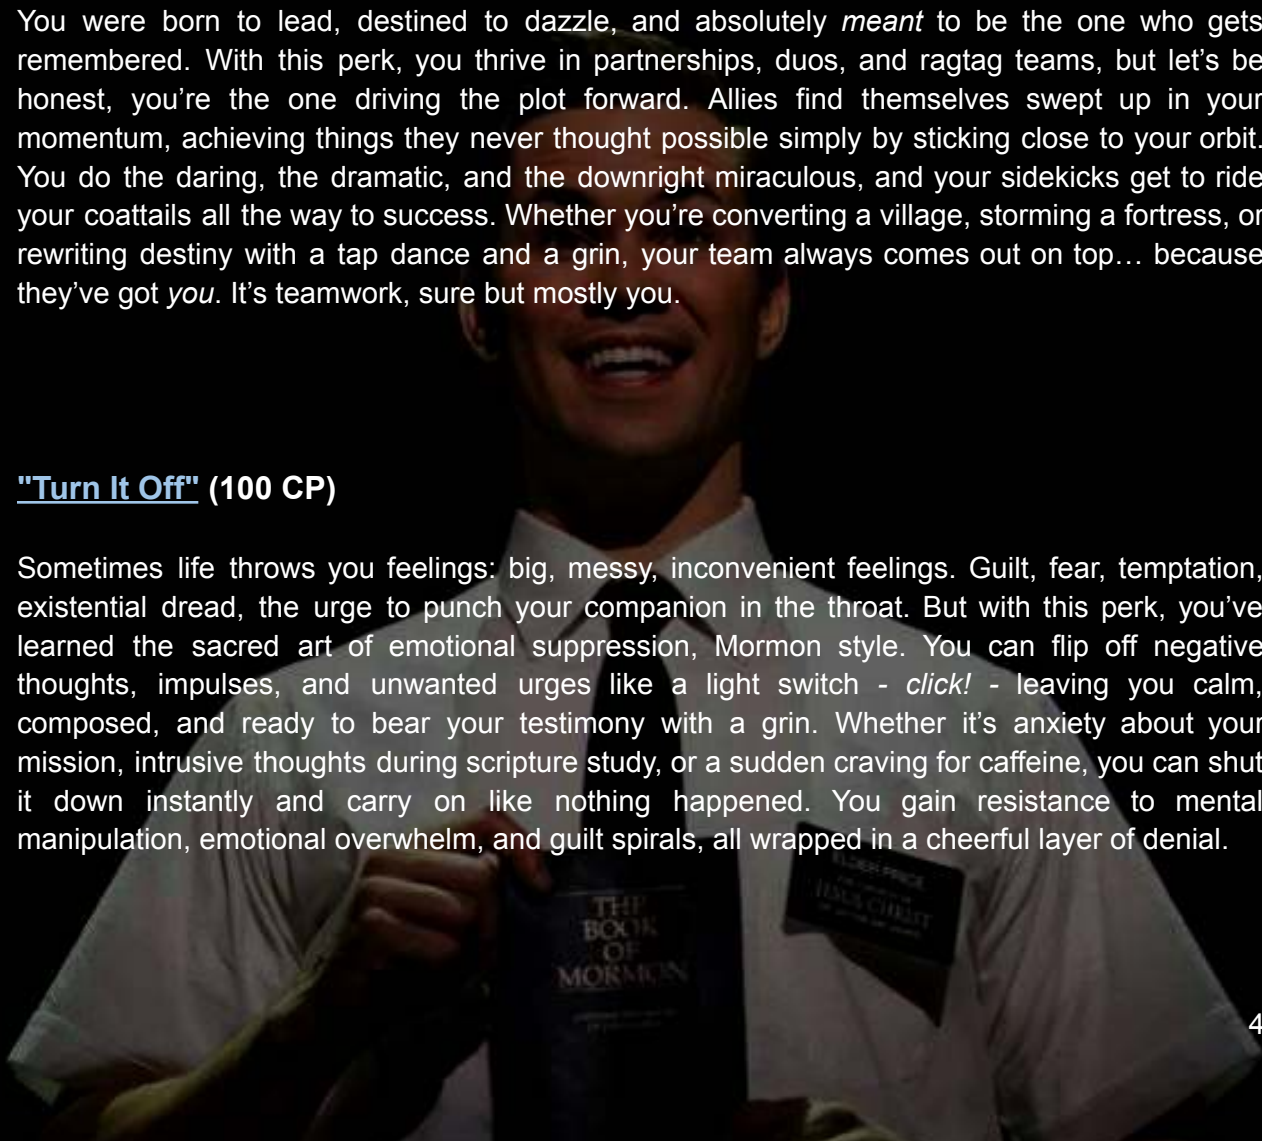 You were born to lead, destined to dazzle, and absolutely meant to be the one who gets
remembered. With this perk, you thrive in partnerships, duos, and ragtag teams, but let’s be
honest, you’re the one driving the plot forward. Allies find themselves swept up in your
momentum, achieving things they never thought possible simply by sticking close to your orbit.
You do the daring, the dramatic, and the downright miraculous, and your sidekicks get to ride
your coattails all the way to success. Whether you’re converting a village, storming a fortress, or
rewriting destiny with a tap dance and a grin, your team always comes out on top… because
they’ve got you. It’s teamwork, sure but mostly you.
"Turn It Off" (100 CP)
Sometimes life throws you feelings: big, messy, inconvenient feelings. Guilt, fear, temptation,
existential dread, the urge to punch your companion in the throat. But with this perk, you’ve
learned the sacred art of emotional suppression, Mormon style. You can flip off negative
thoughts, impulses, and unwanted urges like a light switch - click! - leaving you calm,
composed, and ready to bear your testimony with a grin. Whether it’s anxiety about your
mission, intrusive thoughts during scripture study, or a sudden craving for caffeine, you can shut
it down instantly and carry on like nothing happened. You gain resistance to mental
manipulation, emotional overwhelm, and guilt spirals, all wrapped in a cheerful layer of denial.
ELDER PRICE
JESUS CHRIST
THE
BOOK
OF
MORMON
4